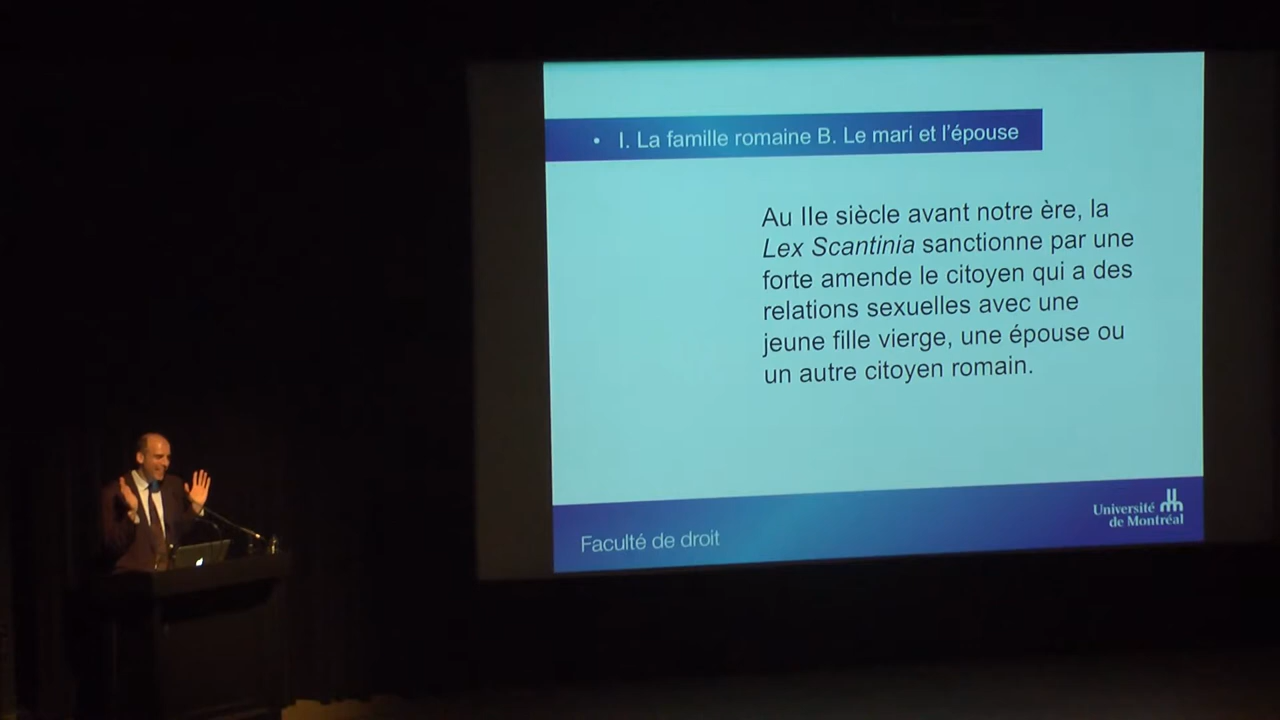 • I. La famille romaine B. Le mari et l'épouse
Au IIe siècle avant notre ère, la
Lex Scantinia sanctionne par une
forte amende le citoyen qui a des
relations sexuelles avec une
jeune fille vierge, une épouse ou
un autre citoyen romain.
Faculté de droit
Université
de Montréal